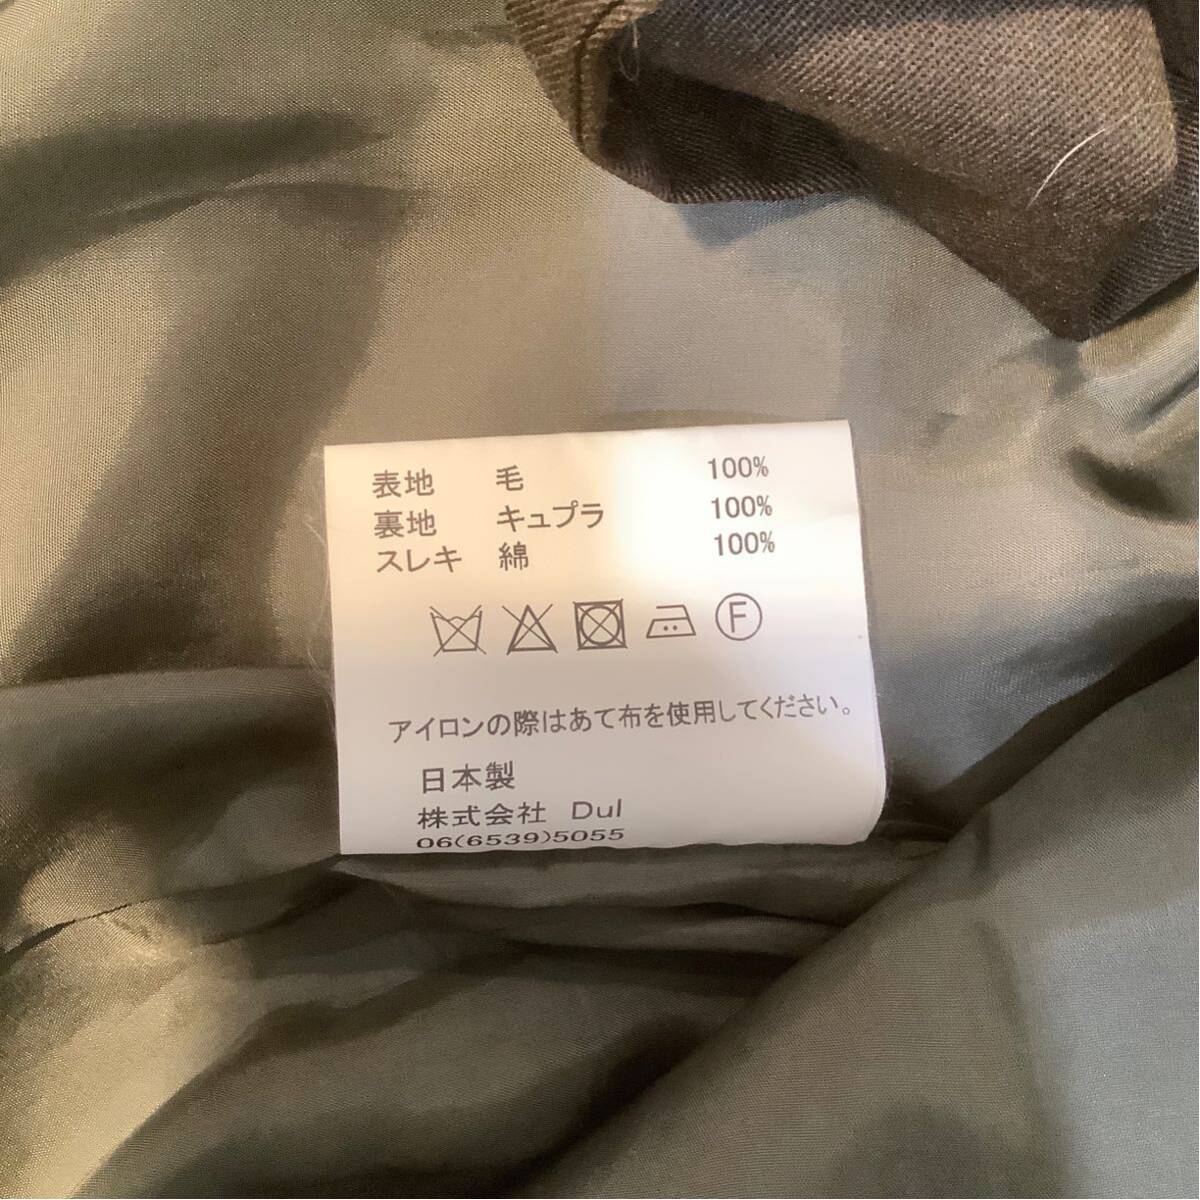 表地 毛 100%
裏地 キュプラ 100%
スレキ 綿 100%
F
アイロンの際はあて布を使用してください。
日本製
株式会社 Dul
06(6539)5055